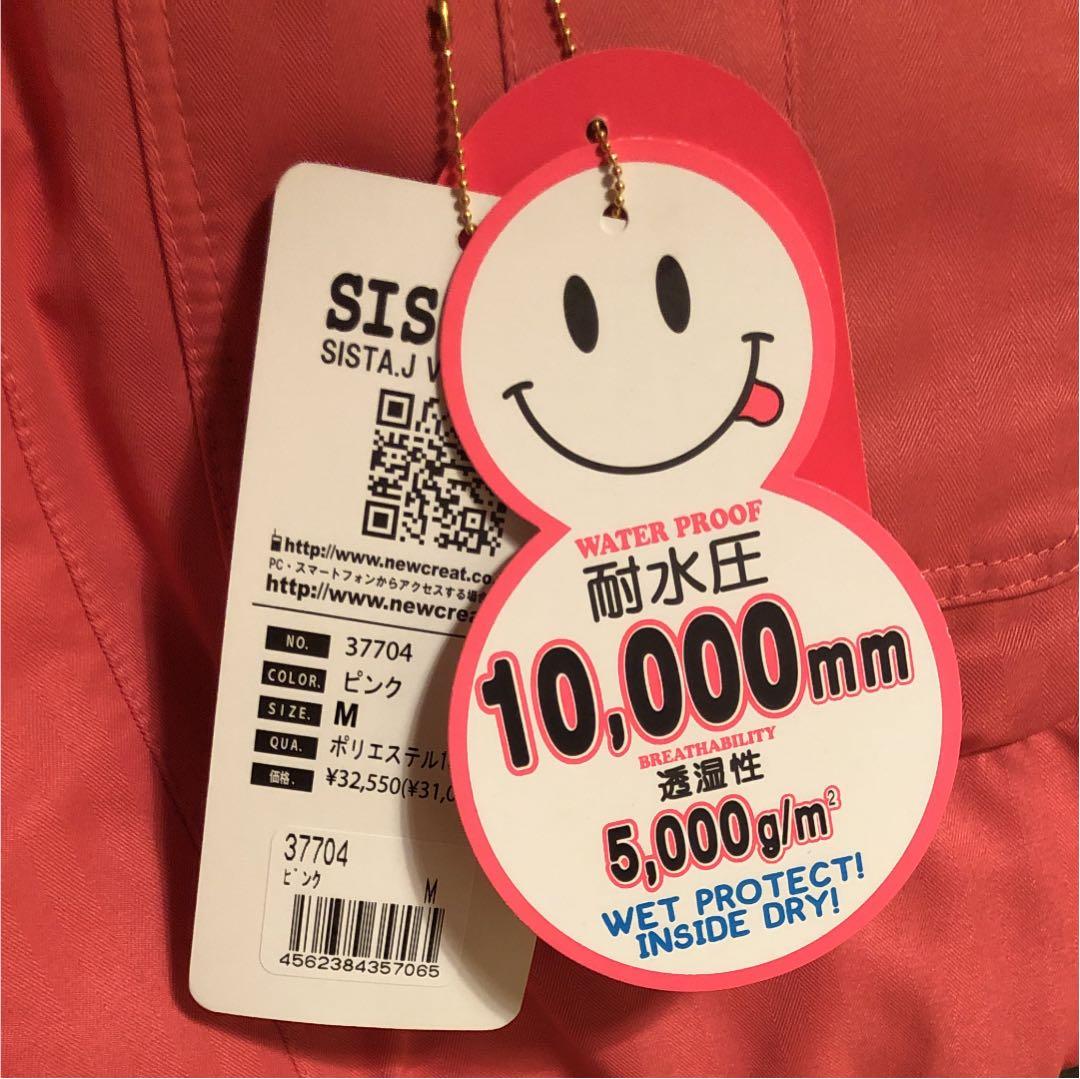 SIS
SISTA.J
http://www.newcreat.co
PC・スマートフォンからアクセスする場合
http://www.newcrea
NO. 37704
COLOR. ピンク
SIZE. M
QUA. ポリエステル1
価格. ¥32,550(¥31,0
37704
ピンク M
4562384357065
WATER PROOF
耐水圧
10,000mm
BREATHABILITY
透湿性
5,000g/m²
WET PROTECT!
INSIDE DRY!